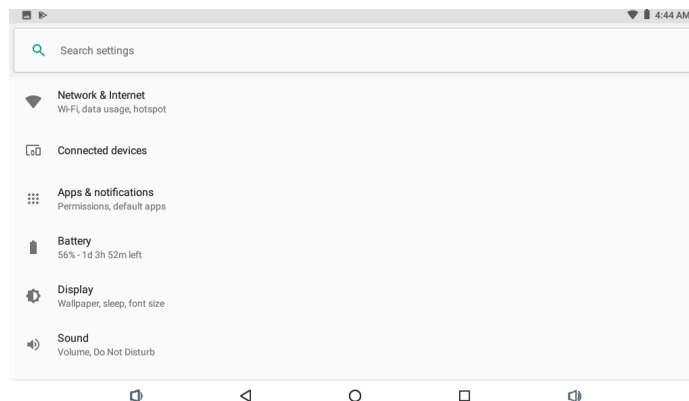 4:44 AM
Search settings
Network & Internet
Wi-Fi, data usage, hotspot
Connected devices
Apps & notifications
Permissions, default apps
Battery
56% - 1d 3h 52m left
Display
Wallpaper, sleep, font size
Sound
Volume, Do Not Disturb